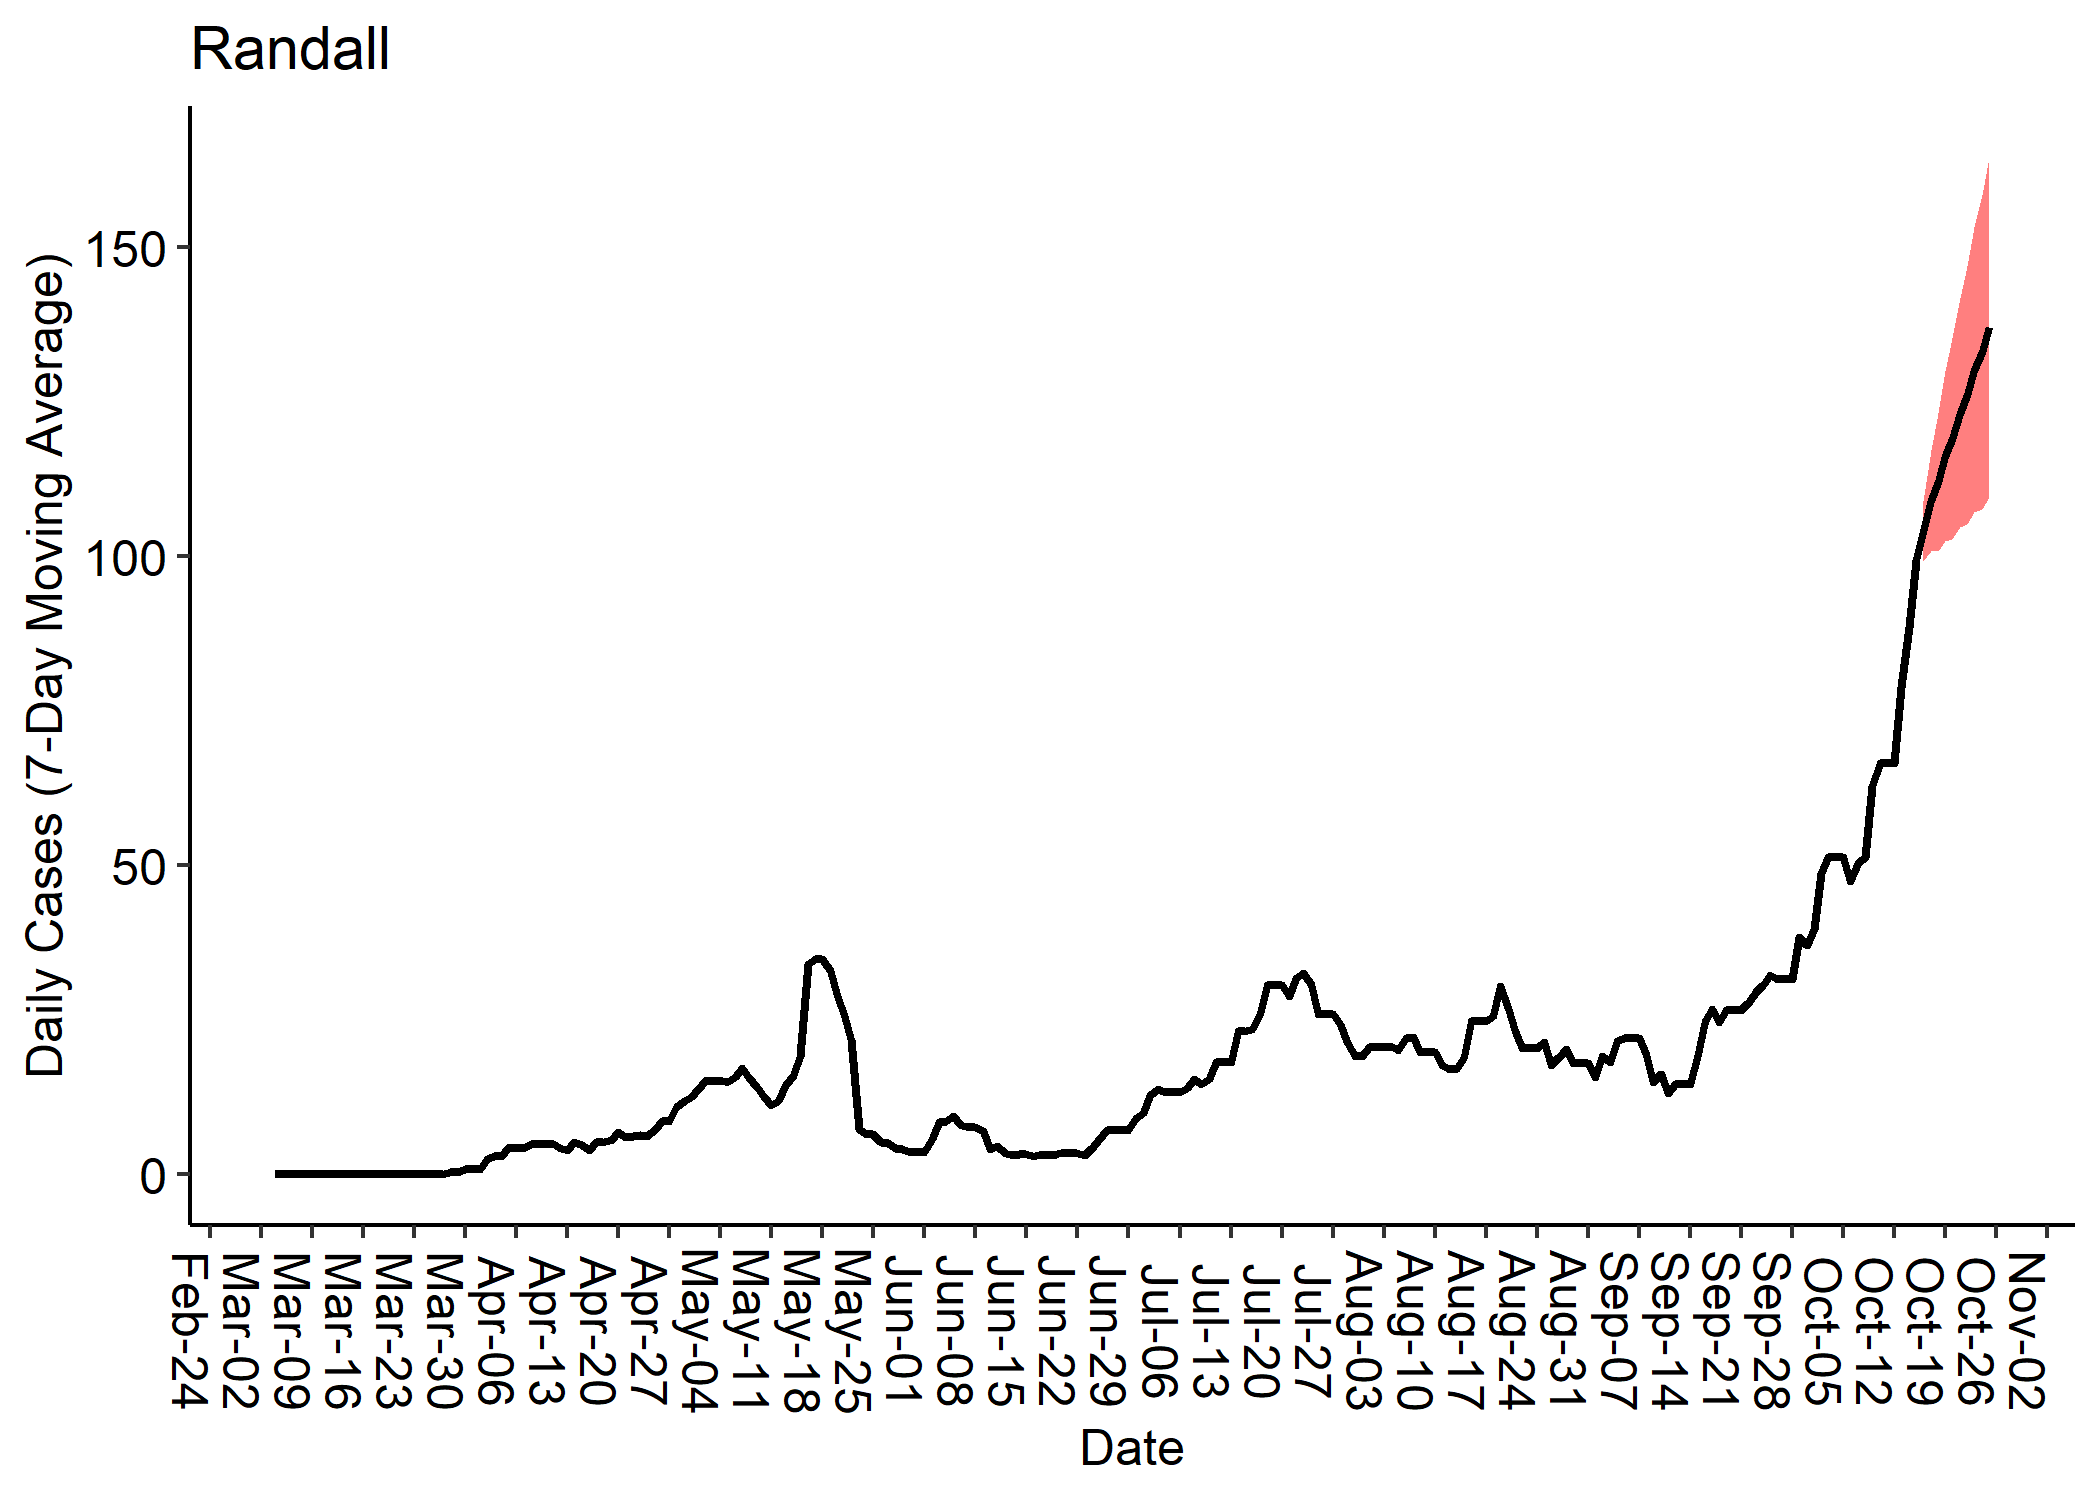 Randall
Daily Cases (7-Day Moving Average)
150
100
50
0
Feb-24
Mar-02
Mar-09
Mar-16
Mar-23
Mar-30
Apr-06
Apr-13
Apr-20
Apr-27
May-04
May-11
May-18
May-25
Jun-01
Jun-08
Jun-15
Jun-22
Jun-29
Jul-06
Jul-13
Jul-20
Jul-27
Aug-03
Aug-10
Aug-17
Aug-24
Aug-31
Sep-07
Sep-14
Sep-21
Sep-28
Oct-05
Oct-12
Oct-19
Oct-26
Nov-02
Date